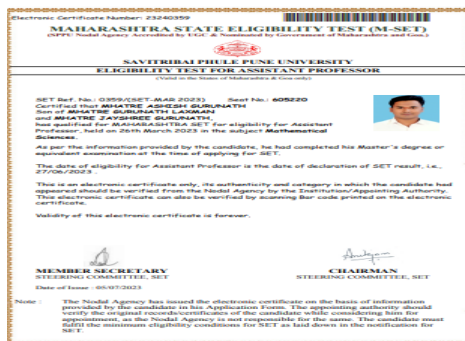 Electronic Certificate Number: 23240359
MAHARASHTRA STATE ELIGIBILITY TEST (M-SET)
(SPPU Nodal Agency Accredited by UGC & Nominated by Government of Maharashtra and Goa.)
SAVITRIBAI PHULE PUNE UNIVERSITY
ELIGIBILITY TEST FOR ASSISTANT PROFESSOR
(Valid in the States of Maharashtra & Goa only)
SET Ref. No.: 0359/(SET-MAR 2023) Seat No.: 605220
Certified that MHATRE ASHISH GURUNATH
Son of MHATRE GURUNATH LAXMAN
and MHATRE JAYSHREE GURUNATH,
has qualified for MAHARASHTRA SET for eligibility for Assistant
Professor, held on 26th March 2023 in the subject Mathematical
Sciences.
As per the information provided by the candidate, he had completed his Master's degree or
equivalent examination at the time of applying for SET.
The date of eligibility for Assistant Professor is the date of declaration of SET result, i.e.,
27/06/2023 .
This is an electronic certificate only, its authenticity and category in which the candidate had
appeared should be verified from the Nodal Agency by the Institution/Appointing Authority.
This electronic certificate can also be verified by scanning Bar code printed on the electronic
certificate.
Validity of this electronic certificate is forever.
MEMBER SECRETARY CHAIRMAN
STEERING COMMITTEE, SET STEERING COMMITTEE, SET
Date of Issue : 05/07/2023
Note : The Nodal Agency has issued the electronic certificate on the basis of information
provided by the candidate in his Application Form. The appointing authority should
verify the original records/certificates of the candidate while considering him for
appointment, as the Nodal Agency is not responsible for the same. The candidate must
fulfil the minimum eligibility conditions for SET as laid down in the notification for
SET.